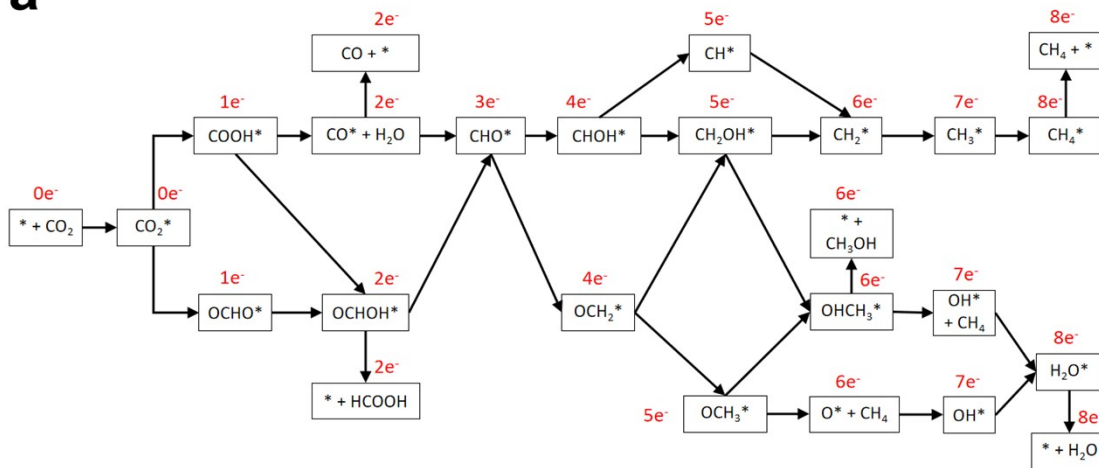 a
2e⁻
CO + *
5e⁻
CH*
8e⁻
CH₄ + *
1e⁻
COOH*
2e⁻
CO* + H₂O
3e⁻
CHO*
4e⁻
CHOH*
5e⁻
CH₂OH*
6e⁻
CH₂*
7e⁻
CH₃*
8e⁻
CH₄*
0e⁻
* + CO₂
0e⁻
CO₂*
6e⁻
* +
CH₃OH
1e⁻
OCHO*
2e⁻
OCHOH*
4e⁻
OCH₂*
6e⁻
OHCH₃*
7e⁻
OH*
+ CH₄
2e⁻
* + HCOOH
5e⁻
OCH₃*
6e⁻
O* + CH₄
7e⁻
OH*
8e⁻
H₂O*
8e
* + H₂O